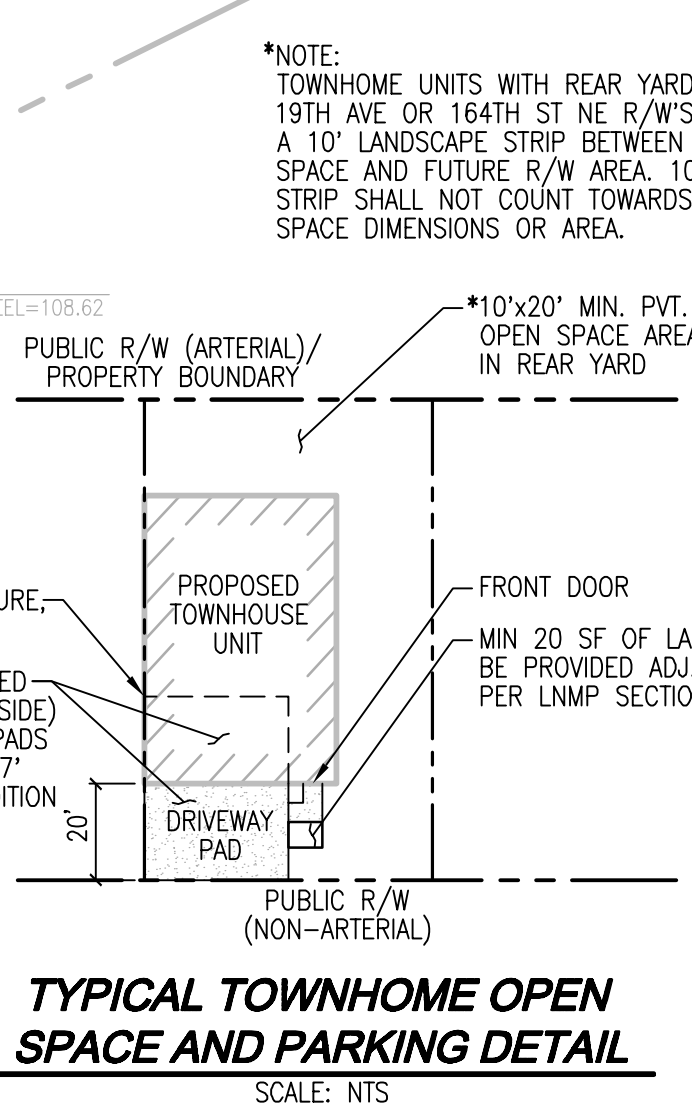 *NOTE:
TOWNHOME UNITS WITH REAR YARD
19TH AVE OR 164TH ST NE R/W'S
A 10' LANDSCAPE STRIP BETWEEN
SPACE AND FUTURE R/W AREA. 10
STRIP SHALL NOT COUNT TOWARDS
SPACE DIMENSIONS OR AREA.
EL=108.62
*10'x20' MIN. PVT.
OPEN SPACE AREA
IN REAR YARD
PUBLIC R/W (ARTERIAL)/
PROPERTY BOUNDARY
PROPOSED
TOWNHOUSE
UNIT
URE,
FRONT DOOR
MIN 20 SF OF LA
BE PROVIDED ADJ.
PER LNMP SECTIO
ED
SIDE)
PADS
7'
DITION
20'
DRIVEWAY
PAD
PUBLIC R/W
(NON-ARTERIAL)
TYPICAL TOWNHOME OPEN
SPACE AND PARKING DETAIL
SCALE: NTS